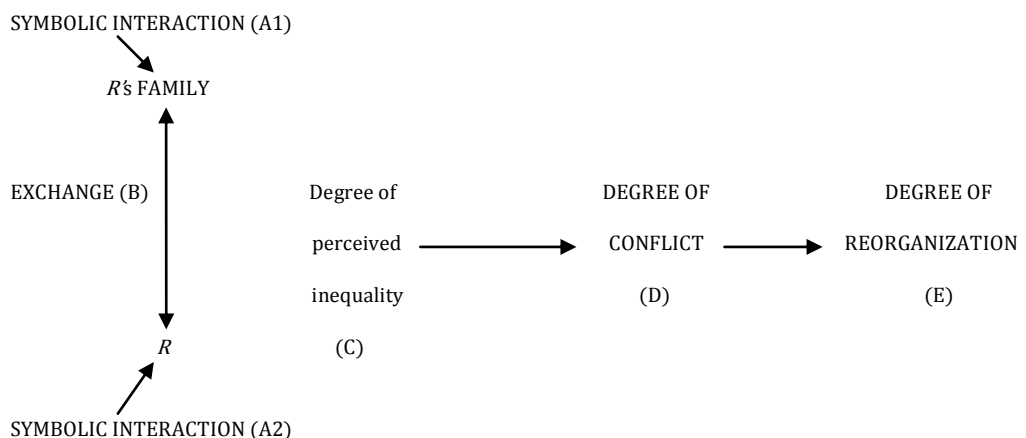 SYMBOLIC INTERACTION (A1)
R's FAMILY
EXCHANGE (B)
Degree of
perceived
inequality
(C)
DEGREE OF
CONFLICT
(D)
DEGREE OF
REORGANIZATION
(E)
R
SYMBOLIC INTERACTION (A2)